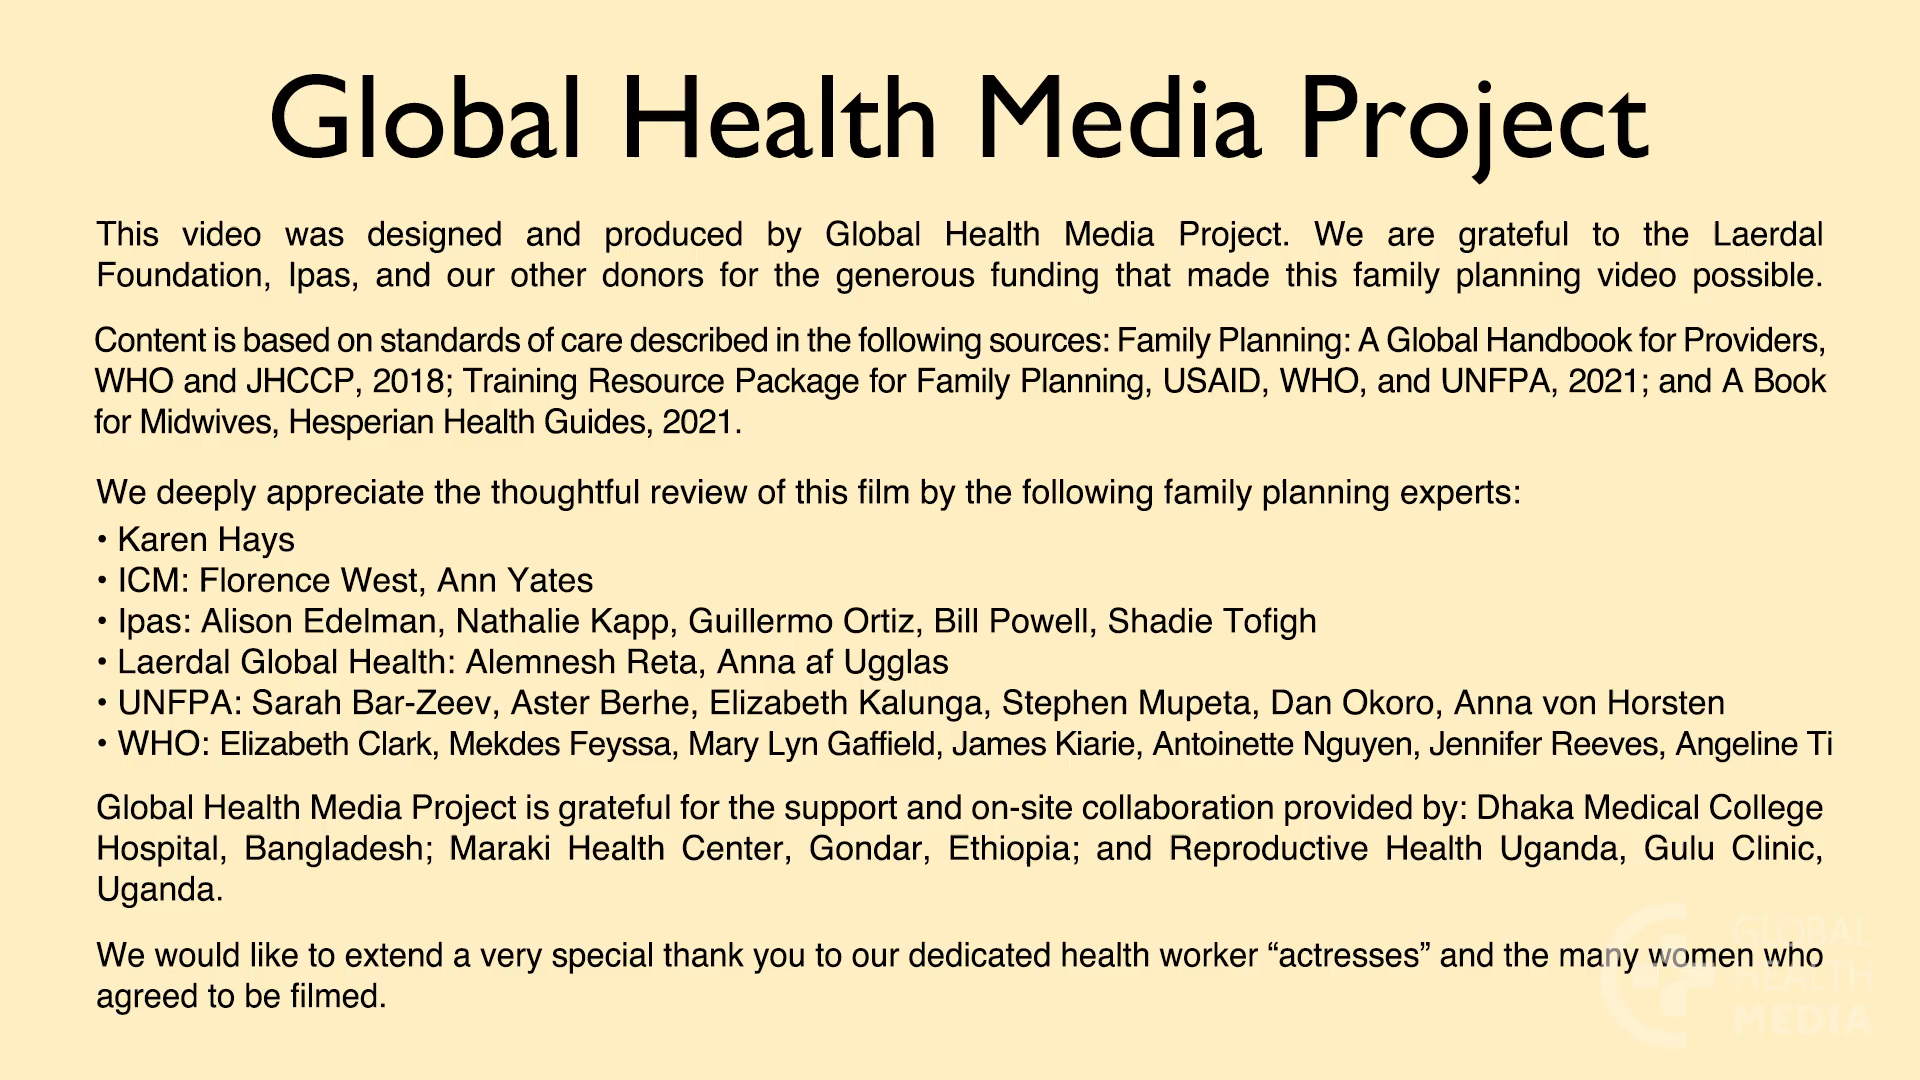 Global Health Media Project
This video was designed and produced by Global Health Media Project. We are grateful to the Laerdal
Foundation, Ipas, and our other donors for the generous funding that made this family planning video possible.
Content is based on standards of care described in the following sources: Family Planning: A Global Handbook for Providers,
WHO and JHCCP, 2018; Training Resource Package for Family Planning, USAID, WHO, and UNFPA, 2021; and A Book
for Midwives, Hesperian Health Guides, 2021.
We deeply appreciate the thoughtful review of this film by the following family planning experts:
• Karen Hays
• ICM: Florence West, Ann Yates
• Ipas: Alison Edelman, Nathalie Kapp, Guillermo Ortiz, Bill Powell, Shadie Tofigh
• Laerdal Global Health: Alemnesh Reta, Anna af Ugglas
• UNFPA: Sarah Bar-Zeev, Aster Berhe, Elizabeth Kalunga, Stephen Mupeta, Dan Okoro, Anna von Horsten
• WHO: Elizabeth Clark, Mekdes Feyssa, Mary Lyn Gaffield, James Kiarie, Antoinette Nguyen, Jennifer Reeves, Angeline Ti
Global Health Media Project is grateful for the support and on-site collaboration provided by: Dhaka Medical College
Hospital, Bangladesh; Maraki Health Center, Gondar, Ethiopia; and Reproductive Health Uganda, Gulu Clinic,
Uganda.
We would like to extend a very special thank you to our dedicated health worker “actresses” and the many women who
agreed to be filmed.
GLOBAL
HEALTH
MEDIA